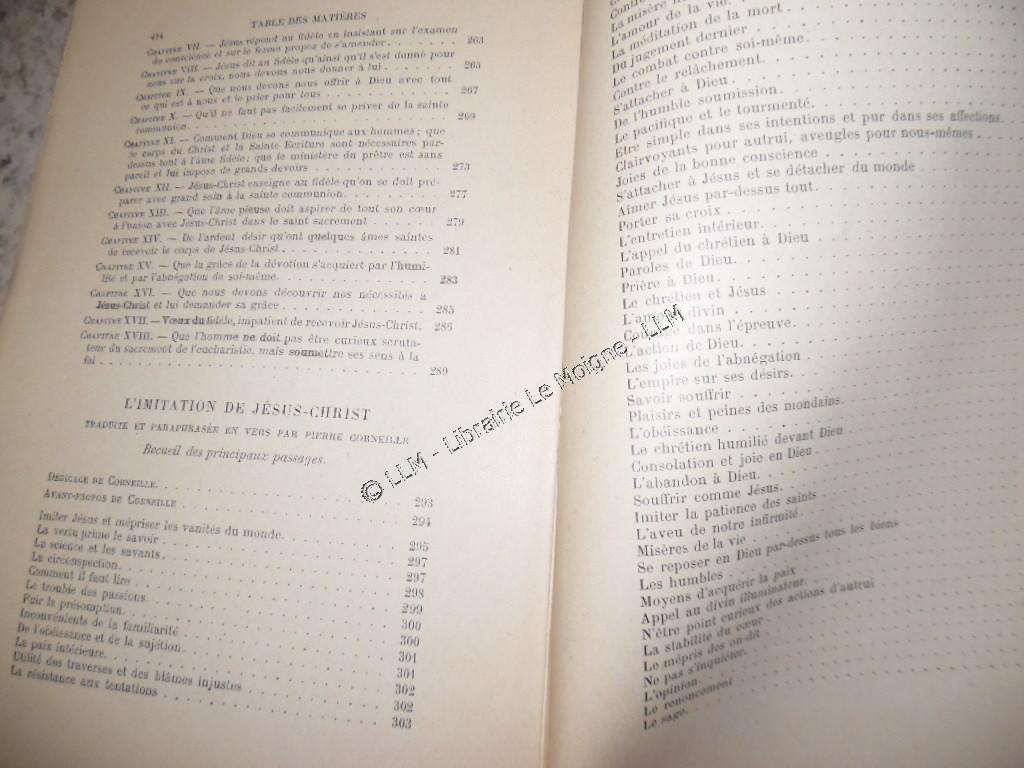 414
TABLE DES MATIÈRES
CHAPITRE VII. — Jésus répond au fidèle en insistant sur l'examen
de conscience et sur le ferme propos de s'amender. 263
CHAPITRE VIII. — Jésus dit au fidèle qu'ainsi qu'il s'est donné pour
nous sur la croix, nous devons nous donner à lui. 265
CHAPITRE IX. — Que nous devons nous offrir à Dieu avec tout
ce qui est à nous et le prier pour tous 267
CHAPITRE X. — Qu'il ne faut pas facilement se priver de la sainte
communion. 269
CHAPITRE XI. — Comment Dieu se communique aux hommes; que
le corps du Christ et la Sainte Ecriture sont nécessaires par-
dessus tout à l'âme fidèle; que le ministère du prêtre est sans
pareil et lui impose de grands devoirs 273
CHAPITRE XII. — Jésus-Christ enseigne au fidèle qu'on se doit pré-
parer avec grand soin à la sainte communion. 277
CHAPITRE XIII. — Que l'âme pieuse doit aspirer de tout son cœur
à l'union avec Jésus-Christ dans le saint sacrement 279
CHAPITRE XIV. — De l'ardent désir qu'ont quelques âmes saintes
de recevoir le corps de Jésus-Christ 281
CHAPITRE XV. — Que la grâce de la dévotion s'acquiert par l'humi-
lité et par l'abnégation de soi-même. 283
CHAPITRE XVI. — Que nous devons découvrir nos nécessités à
Jésus-Christ et lui demander sa grâce 285
CHAPITRE XVII. — Vœux du fidèle, impatient de recevoir Jésus-Christ. 286
CHAPITRE XVIII. — Que l'homme ne doit pas être curieux scruta-
teur du sacrement de l'eucharistie, mais soumettre ses sens à la
foi 289
L'IMITATION DE JÉSUS-CHRIST
TRADUITE ET PARAPHRASÉE EN VERS PAR PIERRE CORNEILLE
Recueil des principaux passages.
DÉDICACE DE CORNEILLE. 293
AVANT-PROPOS DE CORNEILLE 294
Imiter Jésus et mépriser les vanités du monde. 295
La vertu prime le savoir 297
La science et les savants 297
La circonspection. 298
Comment il faut lire 299
Le trouble des passions. 300
Fuir la présomption. 300
Inconvénients de la familiarité 301
De l'obéissance et de la sujétion. 301
La paix intérieure. 302
Utilité des traverses et des blâmes injustes 302
La résistance aux tentations 303
La misère
L'amour de la vie.
La méditation de la mort
Du jugement dernier
Le combat contre soi-même.
Contre le relâchement.
S'attacher à Dieu
De l'humble soumission.
Le pacifique et le tourmenté.
Etre simple dans ses intentions et pur dans ses affections.
Clairvoyants pour autrui, aveugles pour nous-mêmes
Joies de la bonne conscience
S'attacher à Jésus et se détacher du monde
Aimer Jésus par-dessus tout.
Porter sa croix
L'entretien intérieur.
L'appel du chrétien à Dieu
Paroles de Dieu.
Prière à Dieu.
Le chrétien et Jésus
L'amour divin
Courage dans l'épreuve.
L'action de Dieu.
Les joies de l'abnégation
L'empire sur ses désirs.
Savoir souffrir
Plaisirs et peines des mondains.
L'obéissance
Le chrétien humilié devant Dieu
Consolation et joie en Dieu
L'abandon à Dieu.
Souffrir comme Jésus.
Imiter la patience des saints
L'aveu de notre infirmité.
Misères de la vie
Se reposer en Dieu par-dessus tous les biens
Les humbles
Moyens d'acquérir la paix
Appel au divin illuminateur.
N'être point curieux des actions d'autrui
La stabilité du cœur
Le mépris des on-dit
Ne pas s'inquiéter.
L'opinion.
Le renoncement
Le sage.
© LLM - Librairie Le Moigne - LLM